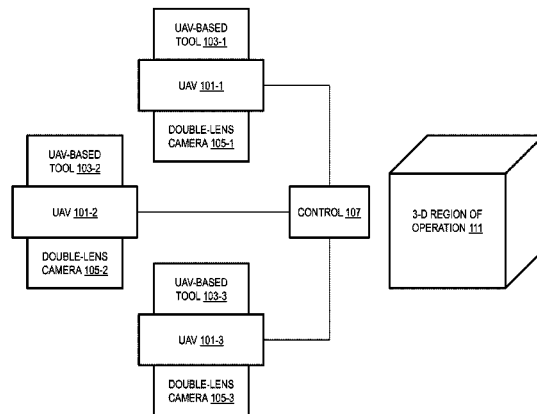 UAV-BASED
TOOL 103-1
UAV 101-1
DOUBLE-LENS
CAMERA 105-1
UAV-BASED
TOOL 103-2
UAV 101-2
DOUBLE-LENS
CAMERA 105-2
CONTROL 107
3-D REGION OF
OPERATION 111
UAV-BASED
TOOL 103-3
UAV 101-3
DOUBLE-LENS
CAMERA 105-3